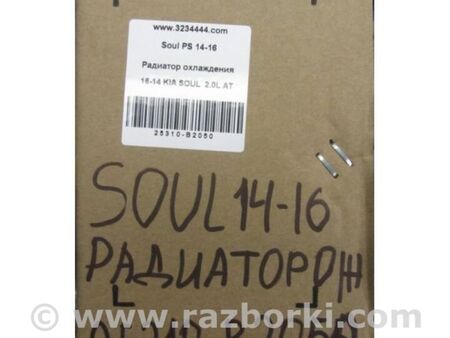 www.3234444.com
Soul PS 14-16
Радиатор охлаждения
16-14 KIA SOUL 2.0L AT
25310-B2050
SOUL 14-16
РАДИАТОР ОЖ
© www.razborki.com